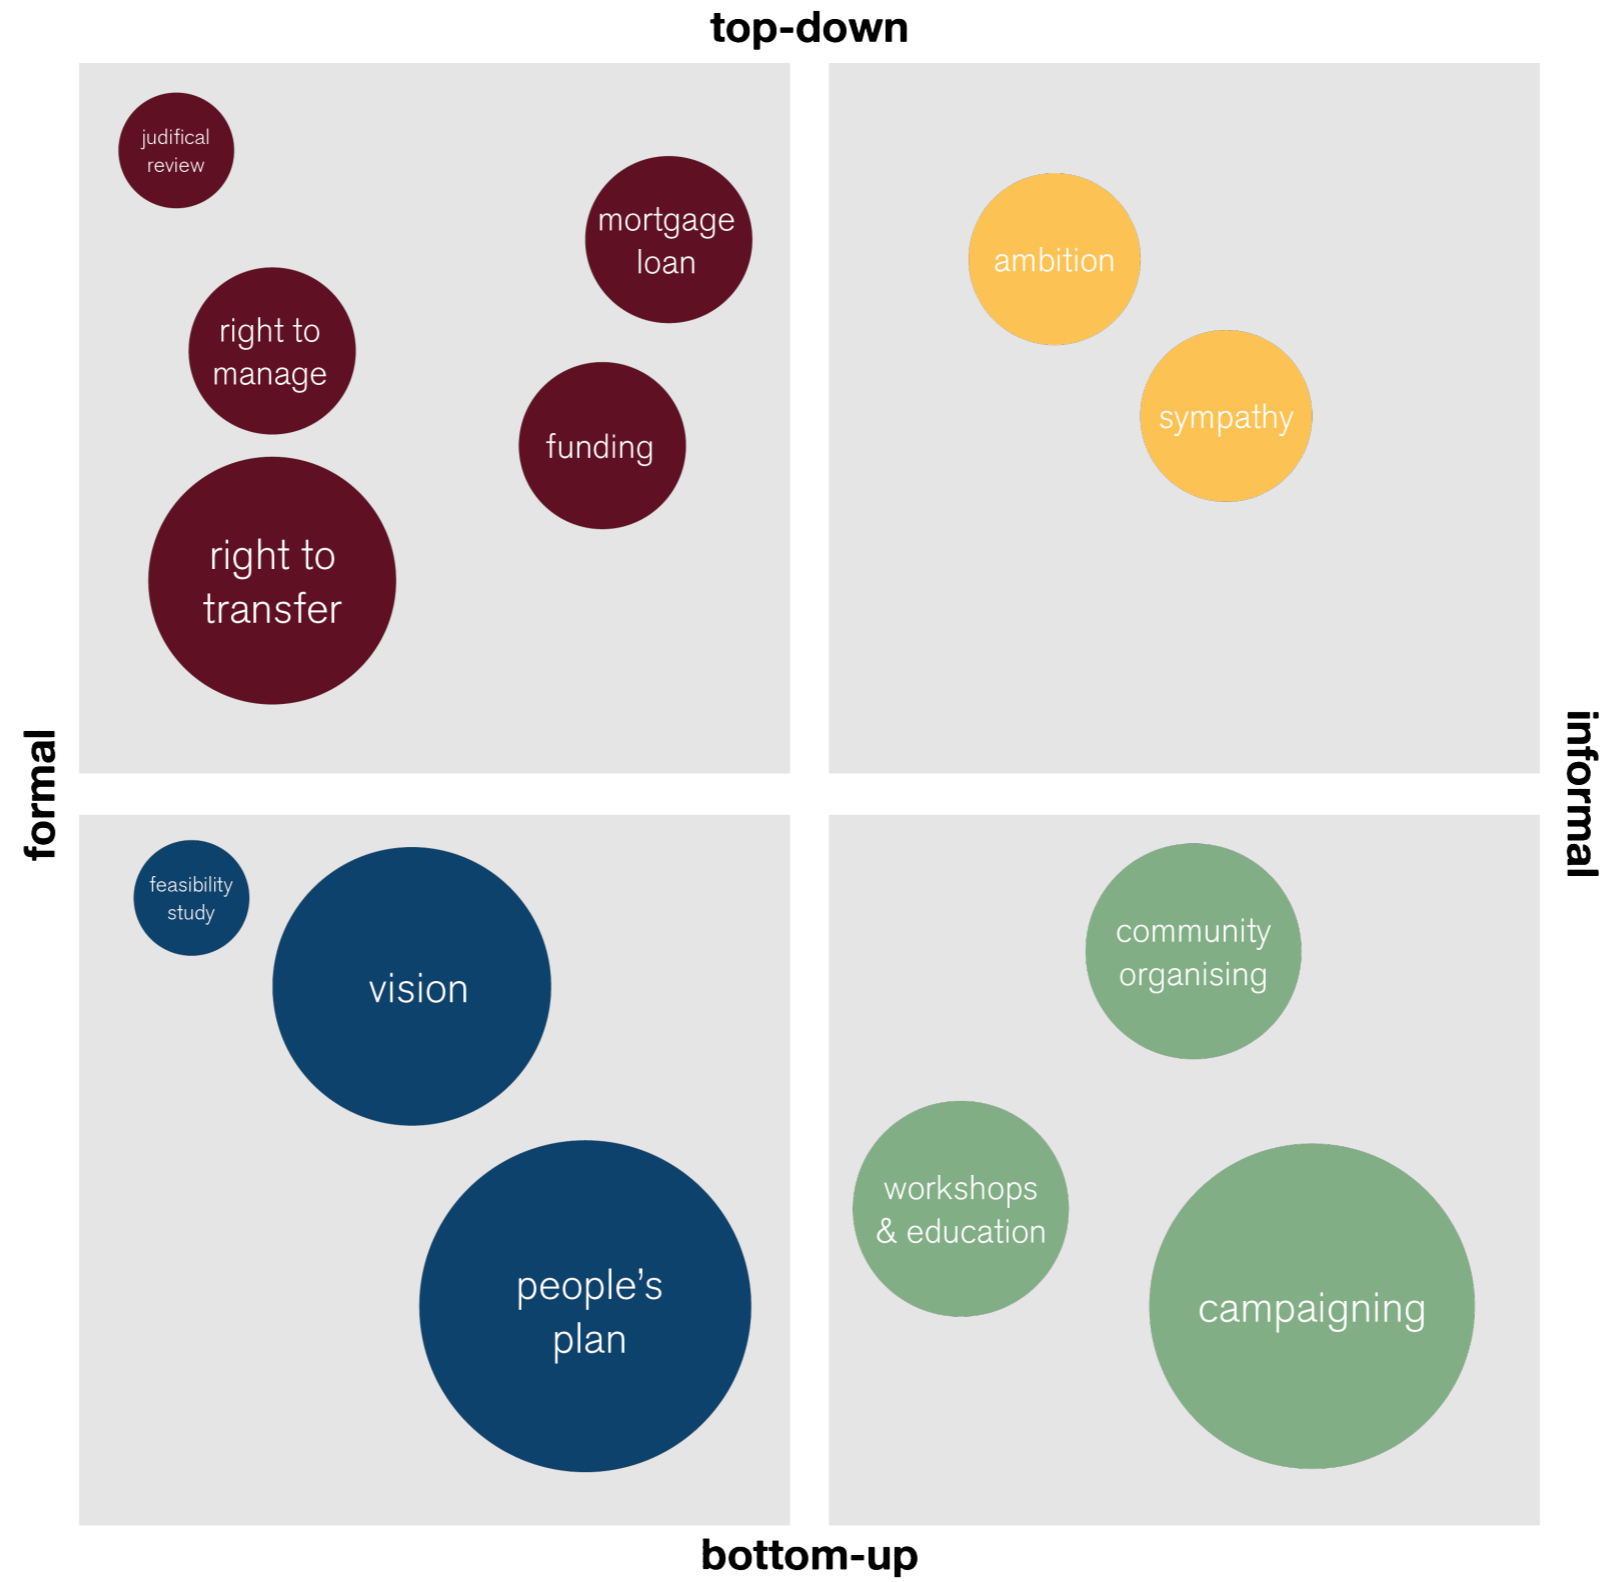 top-down
judifical
review
mortgage
loan
right to
manage
funding
right to
transfer
ambition
sympathy
formal
informal
feasibility
study
vision
people's
plan
community
organising
workshops
& education
campaigning
bottom-up